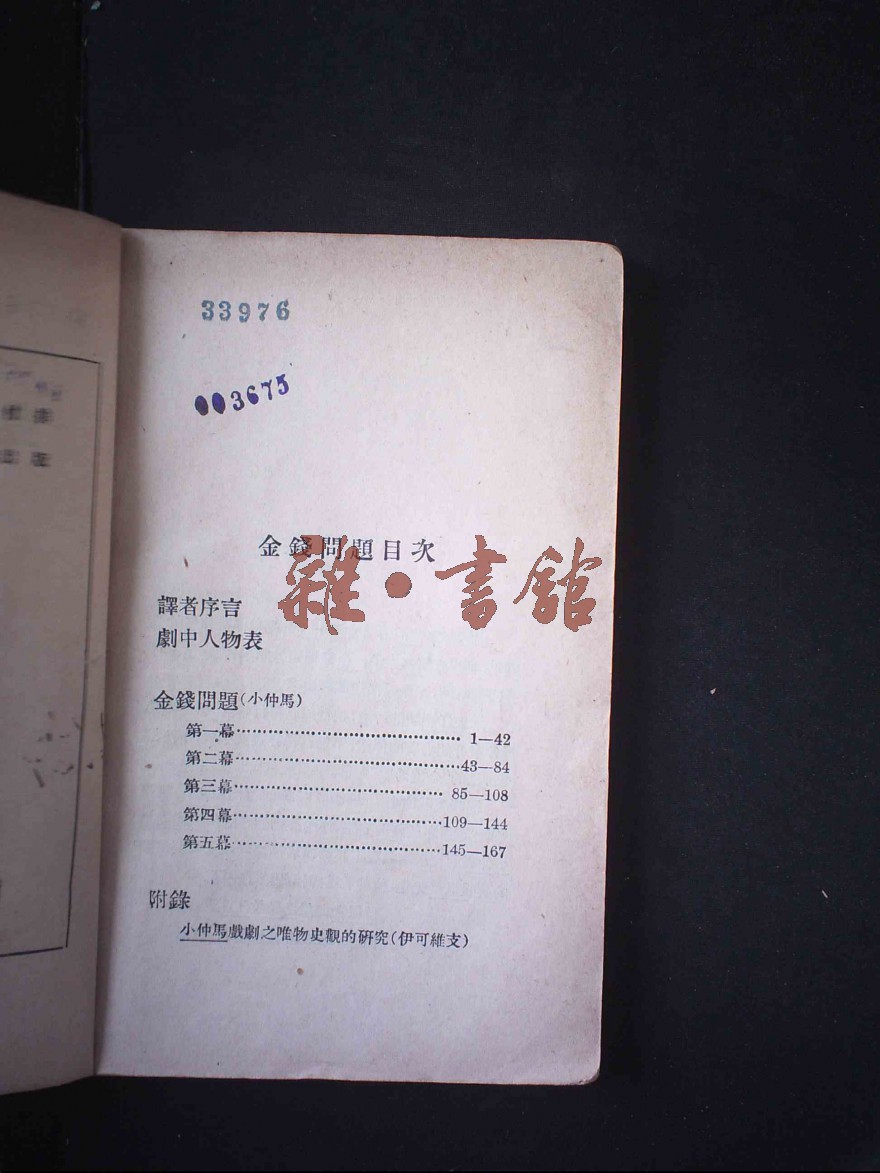 33976
003675
金錢問題目次
雜·書館
譯者序言
劇中人物表
金錢問題(小仲馬)
第一幕 1—42
第二幕 43—84
第三幕 85—108
第四幕 109—144
第五幕 145—167
附錄
小仲馬戲劇之唯物史觀的研究(伊可維支)